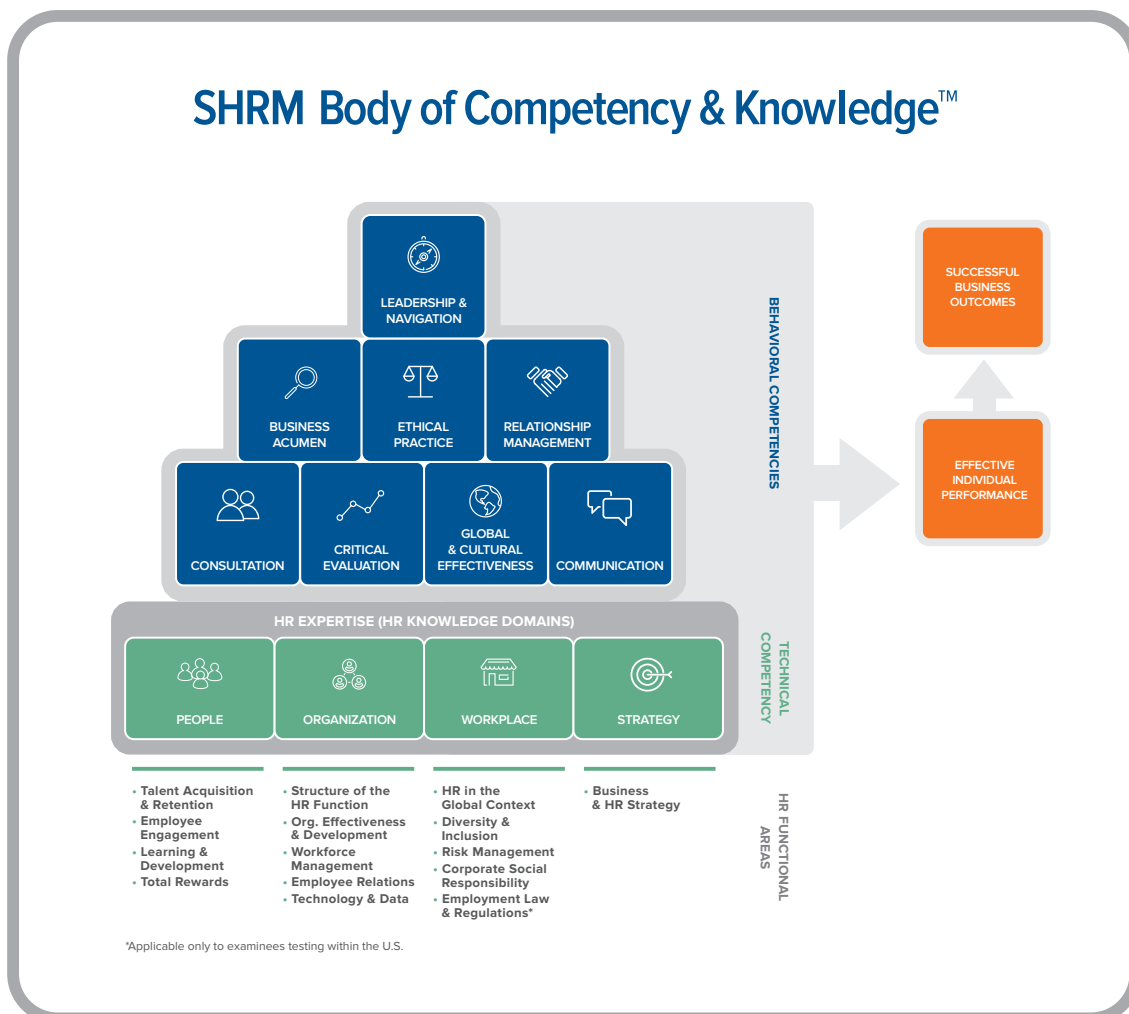 SHRM Body of Competency & Knowledge™
LEADERSHIP &
NAVIGATION
BUSINESS
ACUMEN
ETHICAL
PRACTICE
RELATIONSHIP
MANAGEMENT
CONSULTATION
CRITICAL
EVALUATION
GLOBAL
& CULTURAL
EFFECTIVENESS
COMMUNICATION
BEHAVIORAL COMPETENCIES
SUCCESSFUL
BUSINESS
OUTCOMES
EFFECTIVE
INDIVIDUAL
PERFORMANCE
HR EXPERTISE (HR KNOWLEDGE DOMAINS)
PEOPLE
ORGANIZATION
WORKPLACE
STRATEGY
TECHNICAL
COMPETENCY
• Talent Acquisition
& Retention
• Employee
Engagement
• Learning &
Development
• Total Rewards
• Structure of the
HR Function
• Org. Effectiveness
& Development
• Workforce
Management
• Employee Relations
• Technology & Data
• HR in the
Global Context
• Diversity &
Inclusion
• Risk Management
• Corporate Social
Responsibility
• Employment Law
& Regulations*
• Business
& HR Strategy
HR FUNCTIONAL
AREAS
*Applicable only to examinees testing within the U.S.